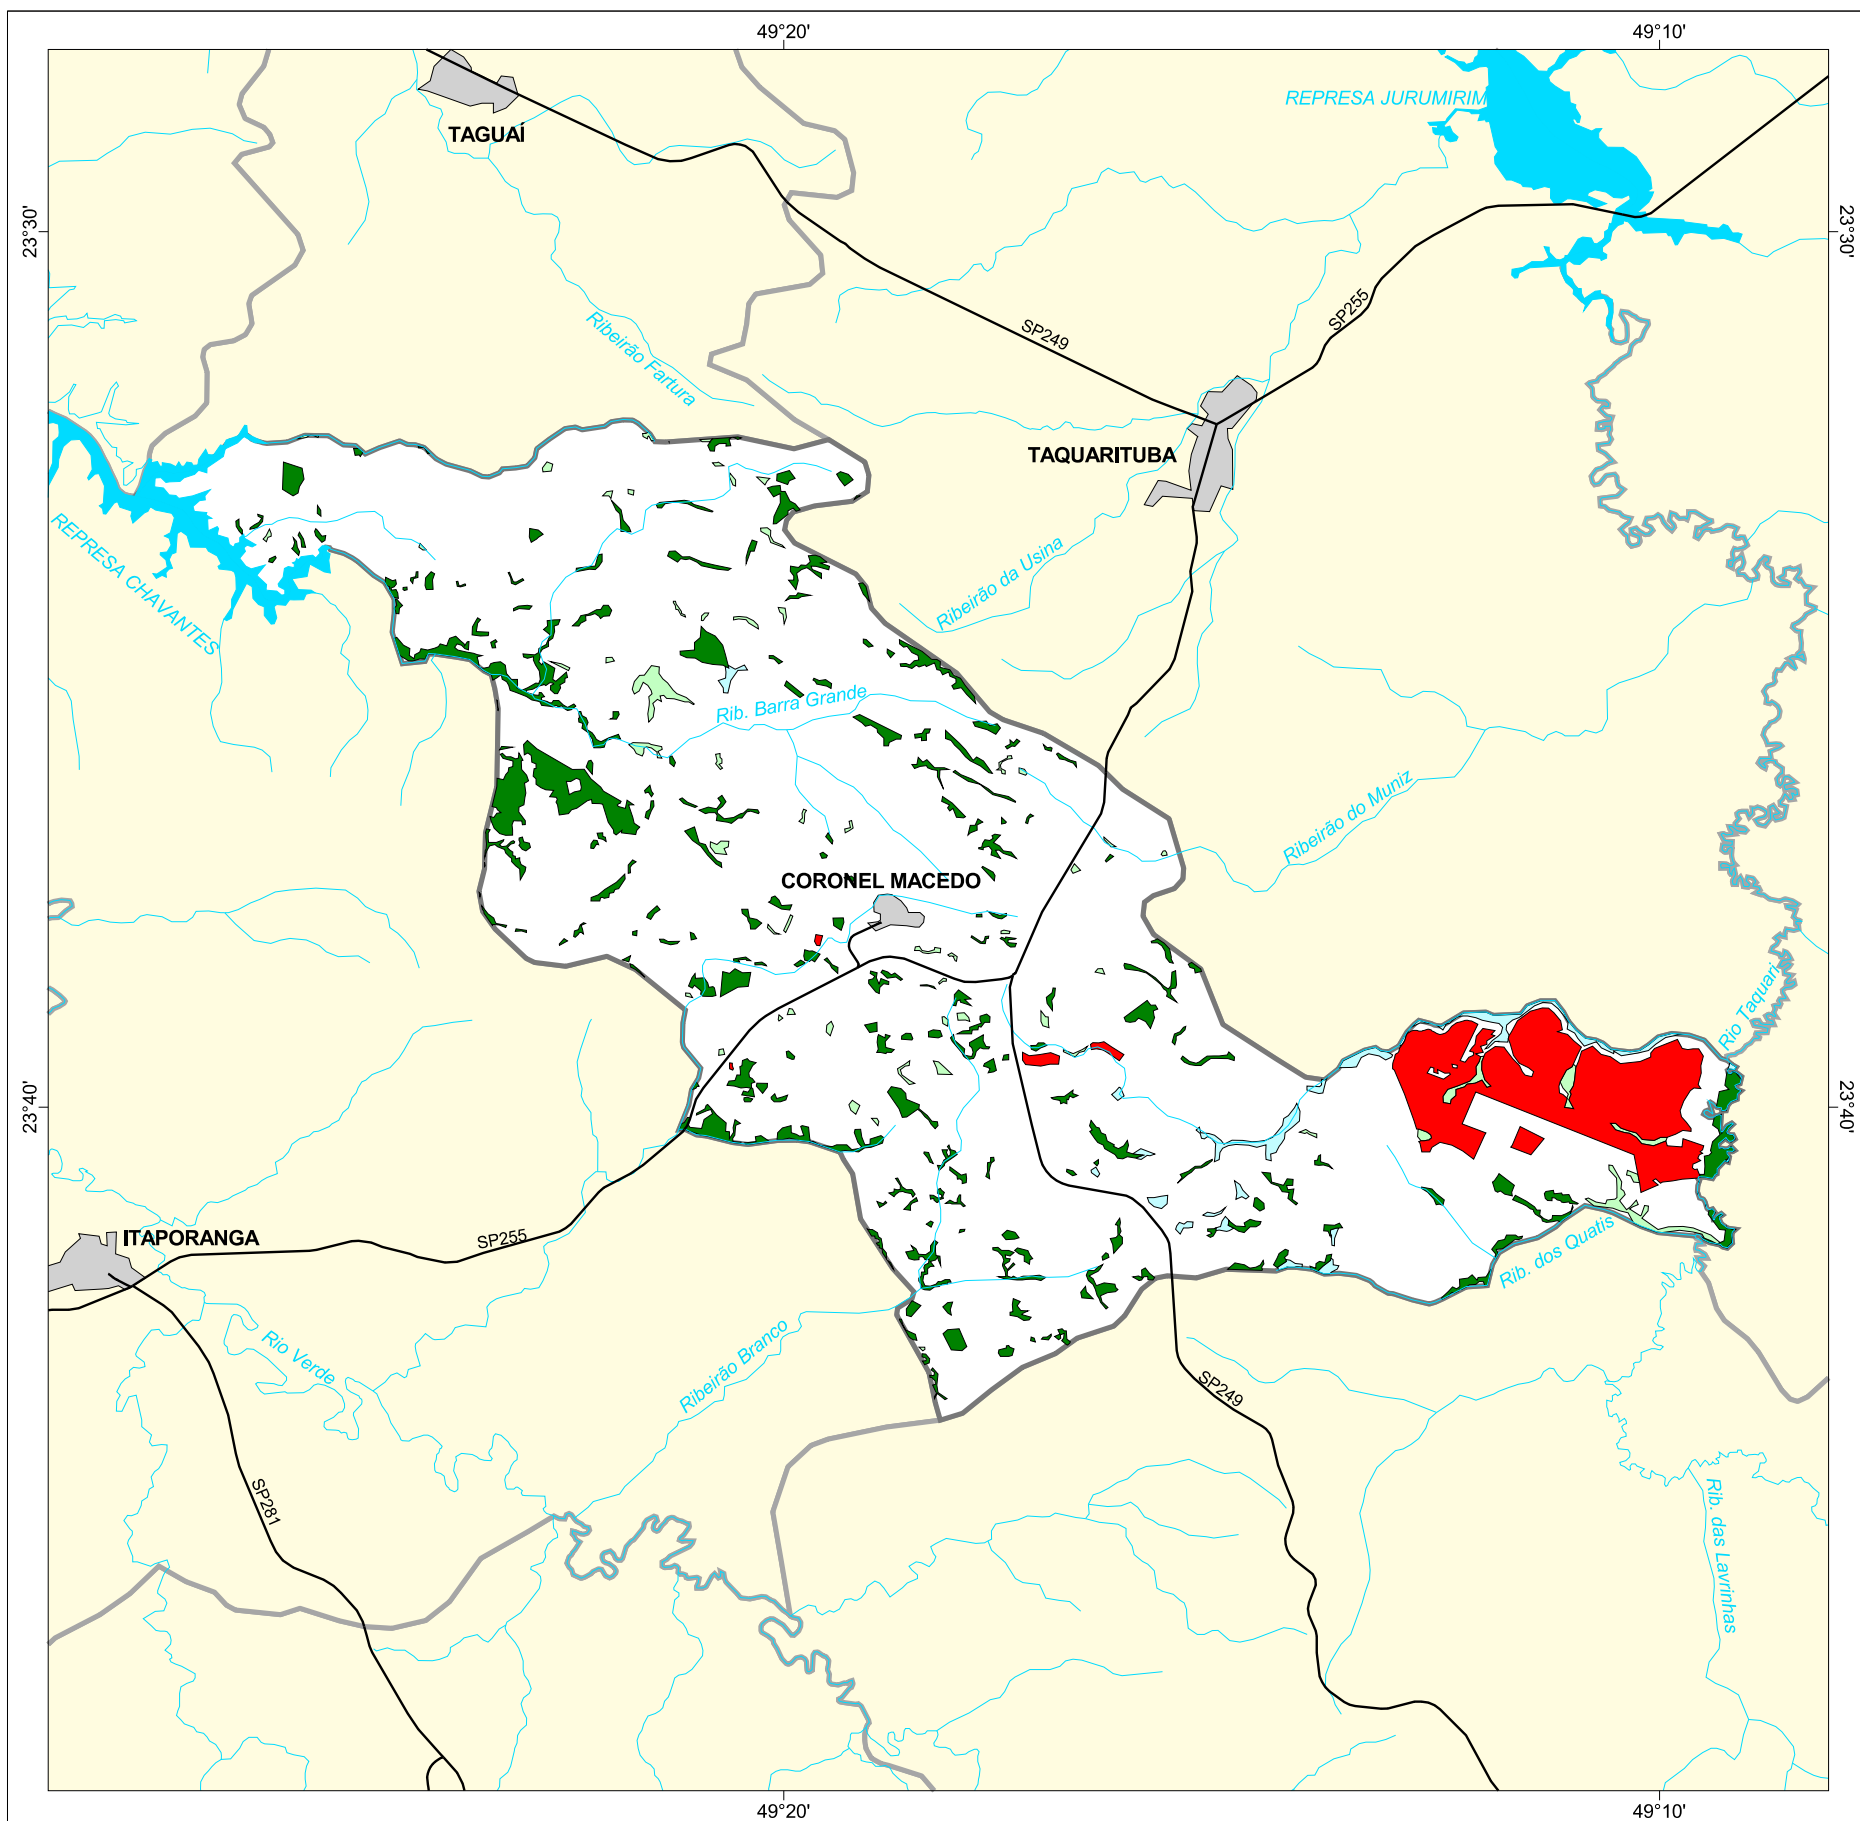 49°20'
49°10'
REPRESA JURUMIRIM
TAGUAÍ
23°30'
23°30'
SP255
SP249
Ribeirão Fartura
TAQUARITUBA
REPRESA CHAVANTES
Ribeirão da Usina
Rib. Barra Grande
Ribeirão do Muniz
CORONEL MACEDO
Rio Taquari
23°40'
23°40'
ITAPORANGA
SP255
Rib. dos Quatis
Rio Verde
Ribeirão Branco
SP249
SP281
Rib. das Lavrinhas
49°20'
49°10'